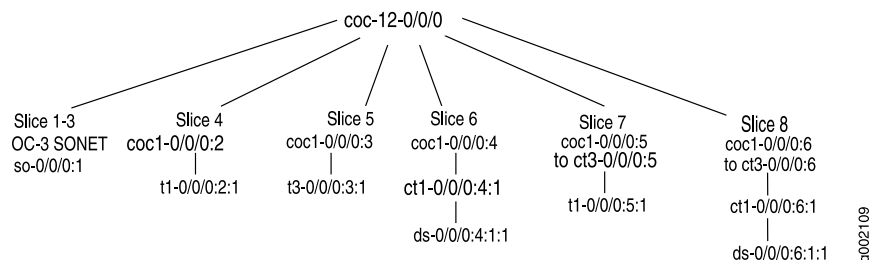 coc-12-0/0/0
Slice 1-3
OC-3 SONET
so-0/0/0:1
Slice 4
coc1-0/0/0:2
t1-0/0/0:2:1
Slice 5
coc1-0/0/0:3
t3-0/0/0:3:1
Slice 6
coc1-0/0/0:4
ct1-0/0/0:4:1
ds-0/0/0:4:1:1
Slice 7
coc1-0/0/0:5
to ct3-0/0/0:5
t1-0/0/0:5:1
Slice 8
coc1-0/0/0:6
to ct3-0/0/0:6
ct1-0/0/0:6:1
ds-0/0/0:6:1:1
g002109